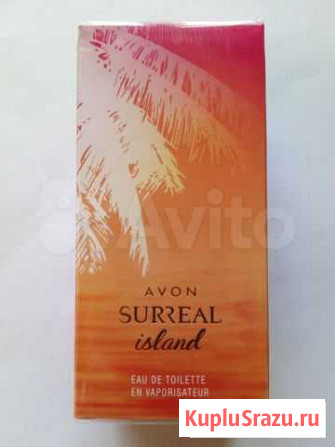 Avito
AVON
SURREAL
island
EAU DE TOILETTE
EN VAPORISATEUR
KupluSrazu.ru